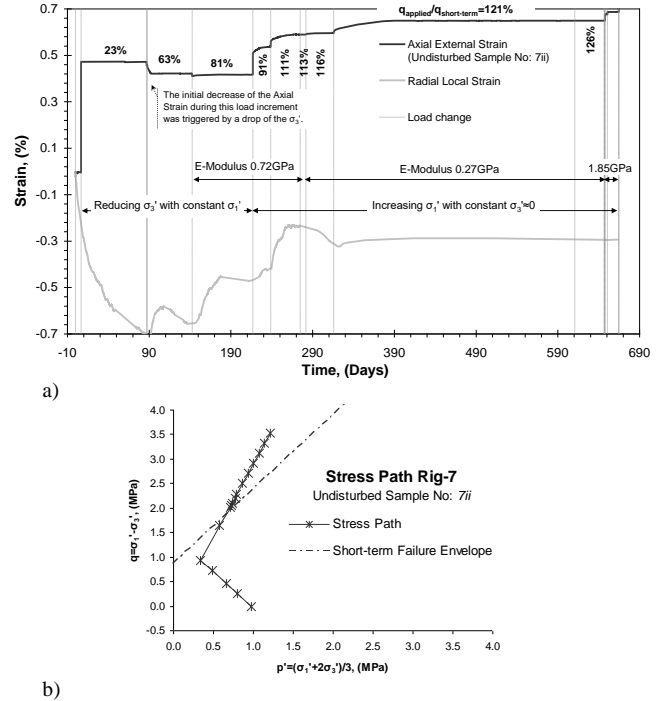 Strain, (%)
0.7
0.5
0.3
0.1
-0.1
-0.3
-0.5
-0.7
23%
63%
81%
91%
111%
113%
116%
qapplied/qshort-term=121%
126%
The initial decrease of the Axial
Strain during this load increment
was triggered by a drop of the σ3'.
Axial External Strain
(Undisturbed Sample No: 7ii)
Radial Local Strain
Load change
E-Modulus 0.72GPa
E-Modulus 0.27GPa
1.85GPa
Reducing σ3' with constant σ1'
Increasing σ1' with constant σ3'≈0
-10 90 190 290 390 490 590 690
Time, (Days)
a)
q=σ1'-σ3', (MPa)
4.0
3.5
3.0
2.5
2.0
1.5
1.0
0.5
0.0
-0.5
Stress Path Rig-7
Undisturbed Sample No: 7ii
Stress Path
Short-term Failure Envelope
0.0 0.5 1.0 1.5 2.0 2.5 3.0 3.5 4.0
p'=(σ1'+2σ3')/3, (MPa)
b)